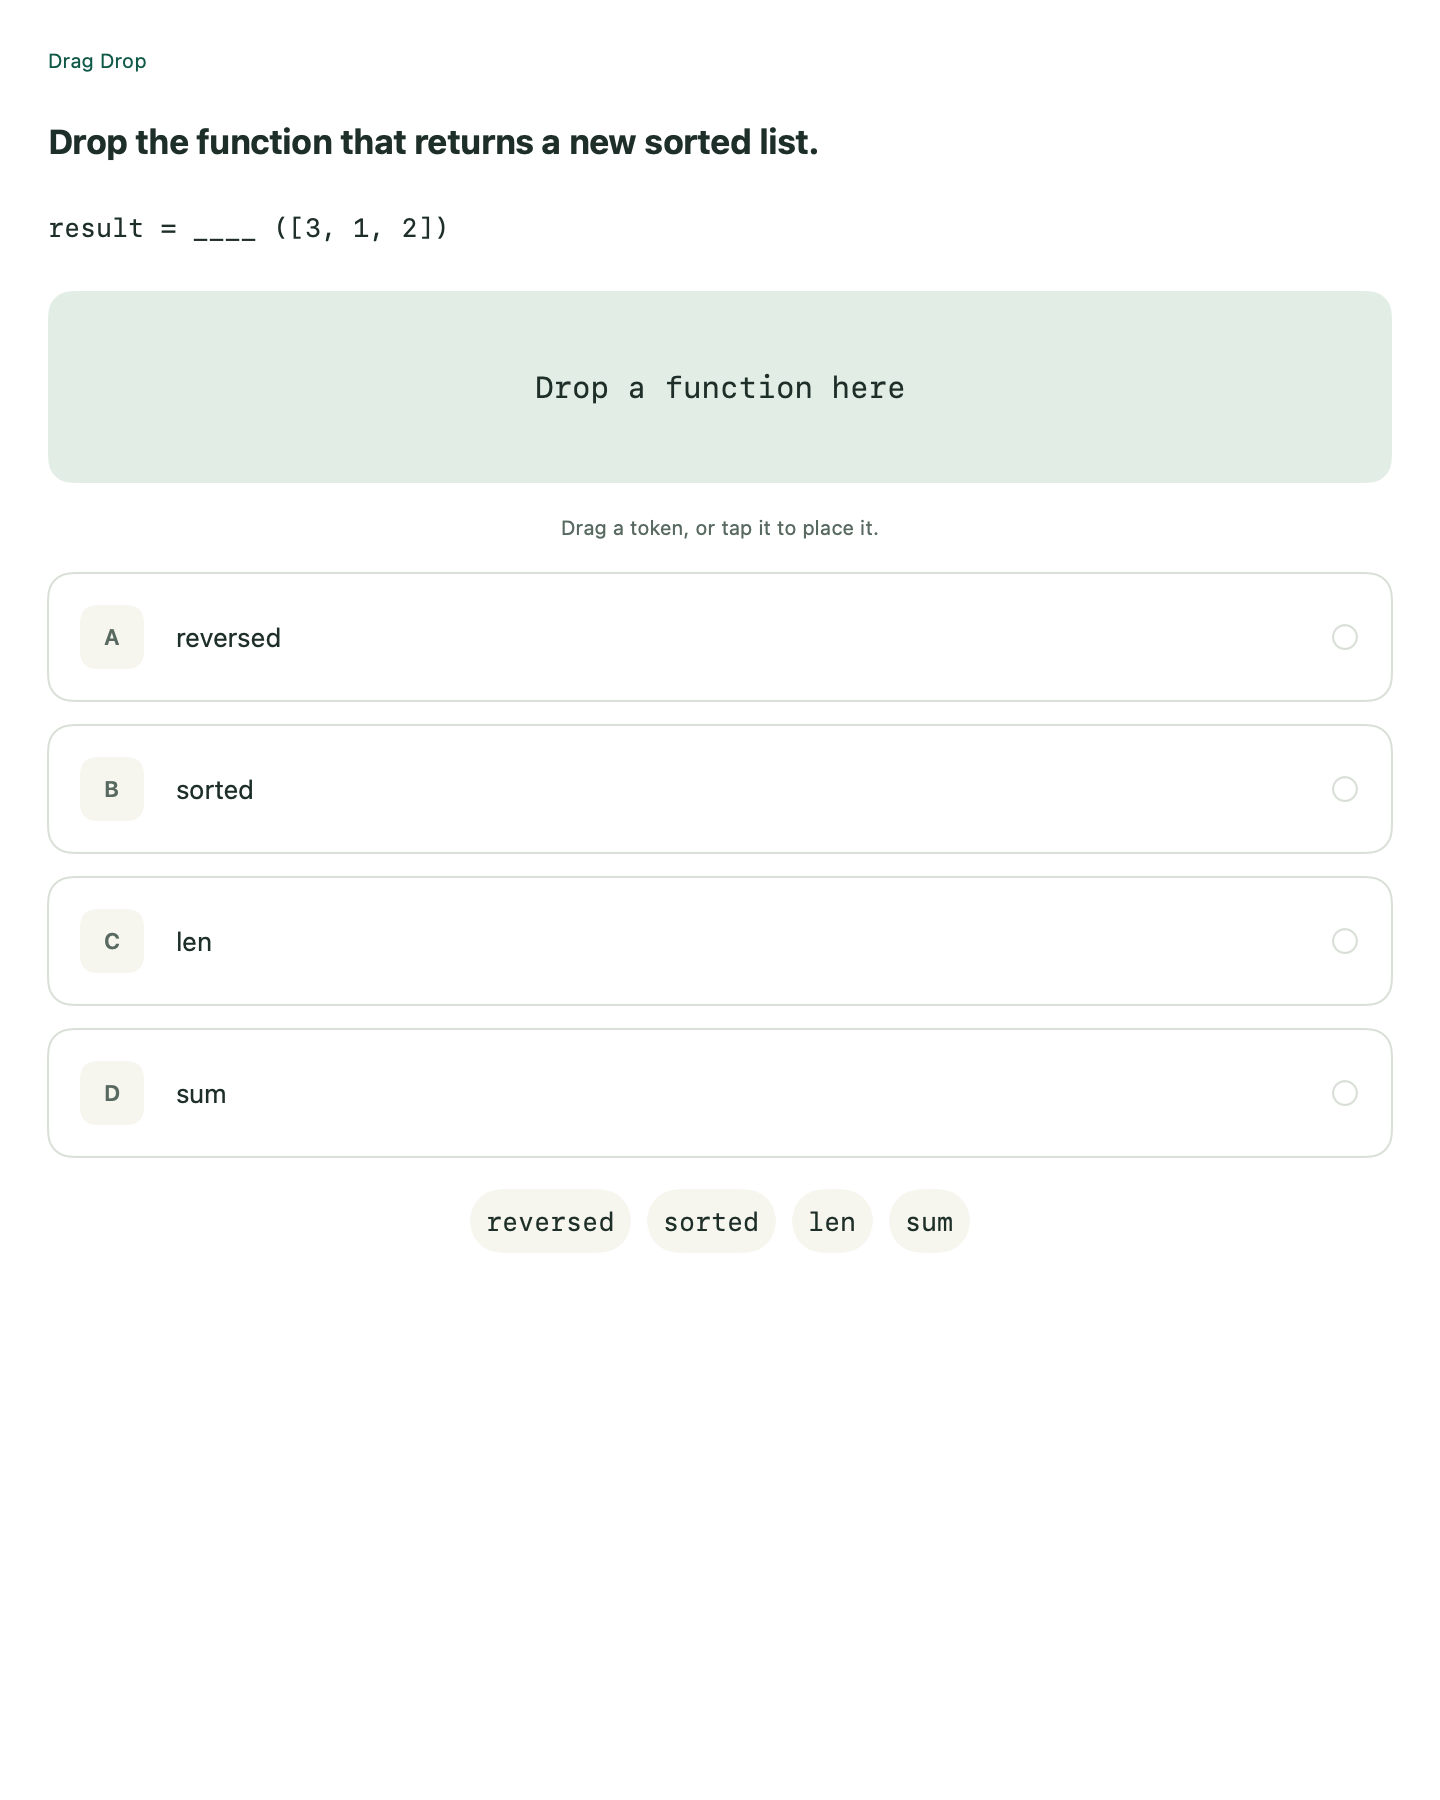 Drag Drop
Drop the function that returns a new sorted list.
result = ____ ([3, 1, 2])
Drop a function here
Drag a token, or tap it to place it.
A reversed
B sorted
C len
D sum
reversed sorted len sum